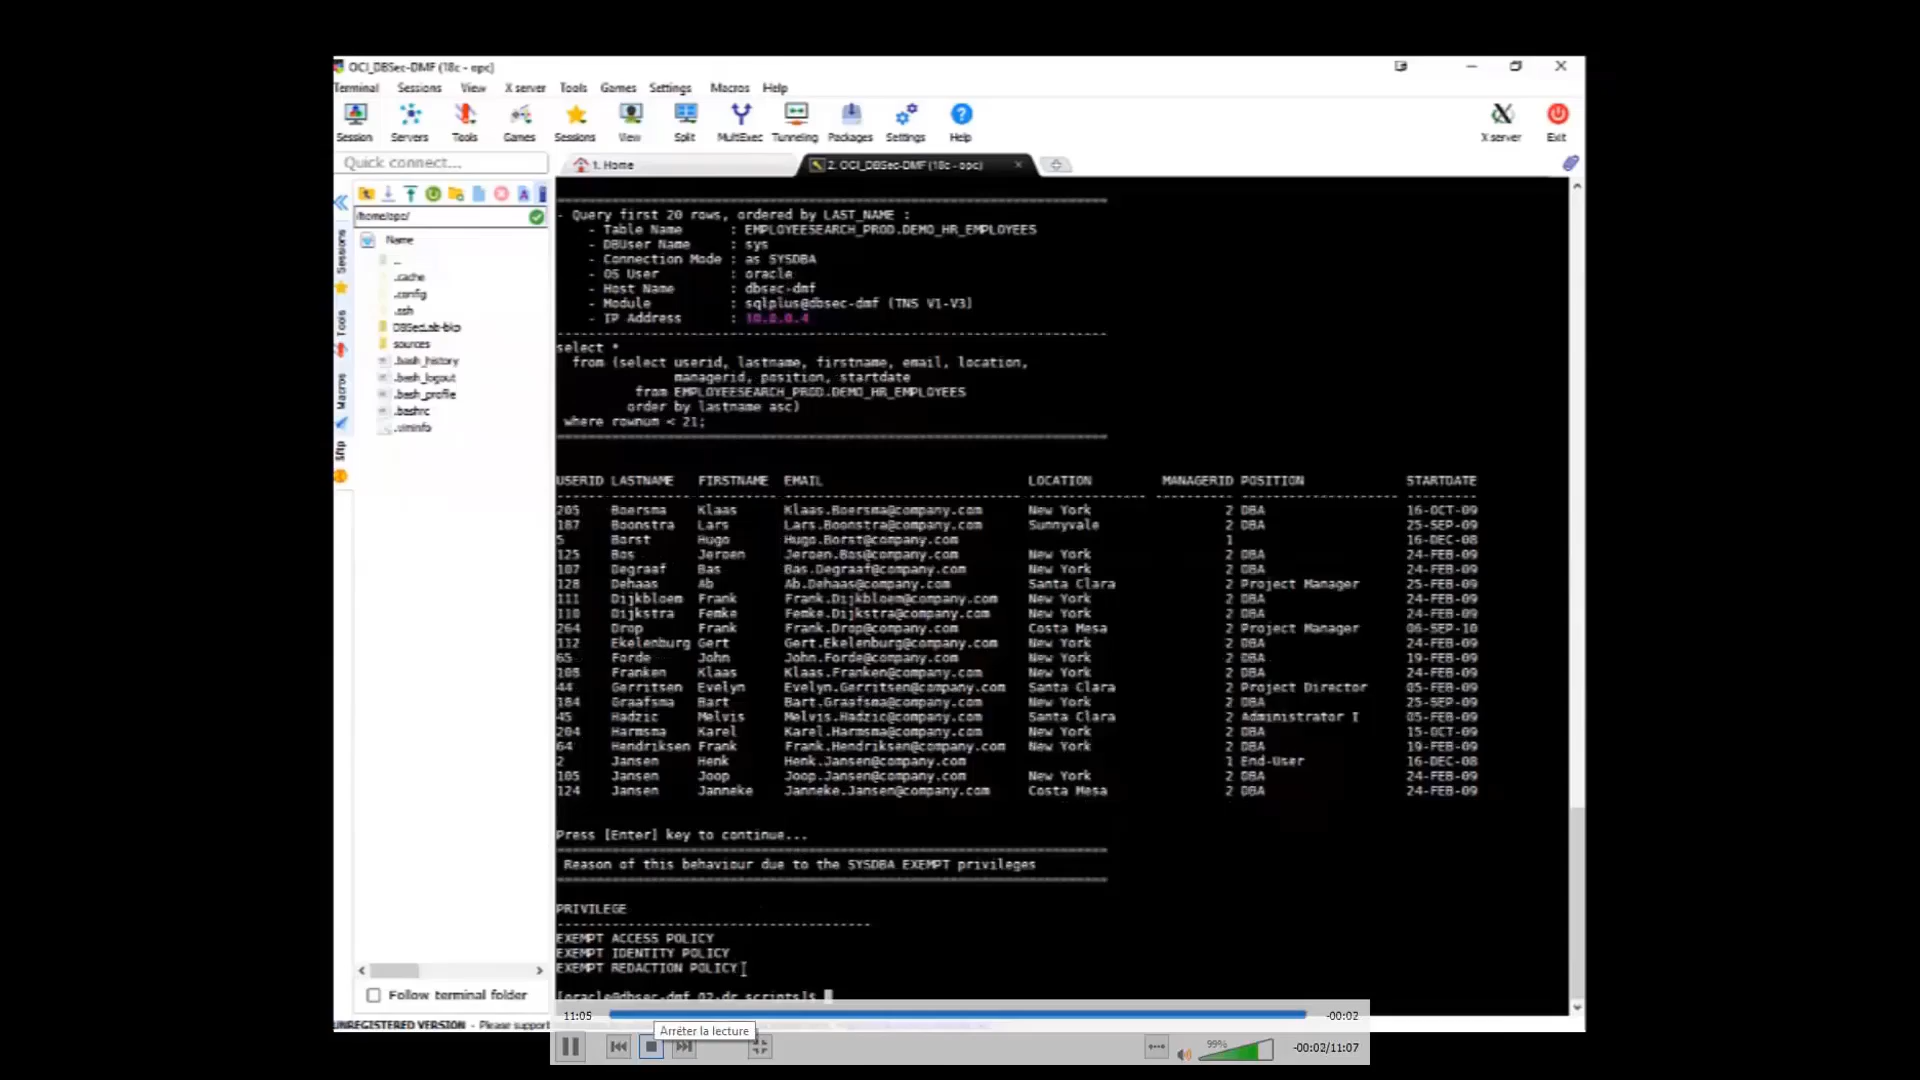 OCI_DBSec-DMF (18c - opc)
Terminal Sessions View X server Tools Games Settings Macros Help
Session Servers Tools Games Sessions View Split MultiExec Tunneling Packages Settings Help X server Exit
Quick connect...
1. Home
2. OCI_DBSec-DMF (18c - opc)
/home/opc/
Name
..
.cache
.config
.ssh
DBSecLab-bkp
sources
.bash_history
.bash_logout
.bash_profile
.bashrc
.viminfo
Sessions
Tools
Macros
Sftp
Follow terminal folder
UNREGISTERED VERSION - Please support
- Query first 20 rows, ordered by LAST_NAME :
- Table Name : EMPLOYEESEARCH_PROD.DEMO_HR_EMPLOYEES
- DBUser Name : sys
- Connection Mode : as SYSDBA
- OS User : oracle
- Host Name : dbsec-dmf
- Module : sqlplus@dbsec-dmf (TNS V1-V3)
- IP Address : 10.0.0.4
select *
from (select userid, lastname, firstname, email, location,
managerid, position, startdate
from EMPLOYEESEARCH_PROD.DEMO_HR_EMPLOYEES
order by lastname asc)
where rownum < 21;
USERID LASTNAME FIRSTNAME EMAIL LOCATION MANAGERID POSITION STARTDATE
205 Boersma Klaas Klaas.Boersma@company.com New York 2 DBA 16-OCT-09
187 Boonstra Lars Lars.Boonstra@company.com Sunnyvale 2 DBA 25-SEP-09
5 Borst Hugo Hugo.Borst@company.com 1 16-DEC-08
125 Bos Jeroen Jeroen.Bos@company.com New York 2 DBA 24-FEB-09
107 Degraaf Bas Bas.Degraaf@company.com New York 2 DBA 24-FEB-09
128 Dehaas Ab Ab.Dehaas@company.com Santa Clara 2 Project Manager 25-FEB-09
111 Dijkbloem Frank Frank.Dijkbloem@company.com New York 2 DBA 24-FEB-09
110 Dijkstra Femke Femke.Dijkstra@company.com New York 2 DBA 24-FEB-09
264 Drop Frank Frank.Drop@company.com Costa Mesa 2 Project Manager 06-SEP-10
112 Ekelenburg Gert Gert.Ekelenburg@company.com New York 2 DBA 24-FEB-09
65 Forde John John.Forde@company.com New York 2 DBA 19-FEB-09
108 Franken Klaas Klaas.Franken@company.com New York 2 DBA 24-FEB-09
44 Gerritsen Evelyn Evelyn.Gerritsen@company.com Santa Clara 2 Project Director 05-FEB-09
184 Graafsma Bart Bart.Graafsma@company.com New York 2 DBA 25-SEP-09
45 Hadzic Melvis Melvis.Hadzic@company.com Santa Clara 2 Administrator I 05-FEB-09
204 Harmsma Karel Karel.Harmsma@company.com New York 2 DBA 15-OCT-09
64 Hendriksen Frank Frank.Hendriksen@company.com New York 2 DBA 19-FEB-09
2 Jansen Henk Henk.Jansen@company.com 1 End-User 16-DEC-08
105 Jansen Joop Joop.Jansen@company.com New York 2 DBA 24-FEB-09
124 Jansen Janneke Janneke.Jansen@company.com Costa Mesa 2 DBA 24-FEB-09
Press [Enter] key to continue...
Reason of this behaviour due to the SYSDBA EXEMPT privileges
PRIVILEGE
EXEMPT ACCESS POLICY
EXEMPT IDENTITY POLICY
EXEMPT REDACTION POLICY
[oracle@dbsec-dmf 02.dr_scripts]$
11:05
-00:02
Arrêter la lecture
99%
-00:02/11:07